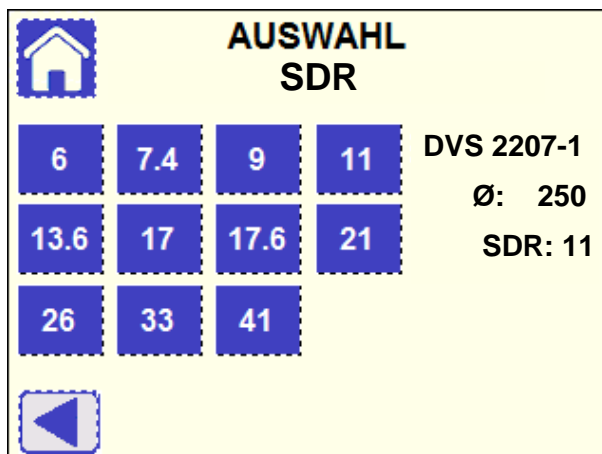 AUSWAHL
SDR
6 7.4 9 11
13.6 17 17.6 21
26 33 41
DVS 2207-1
Ø: 250
SDR: 11